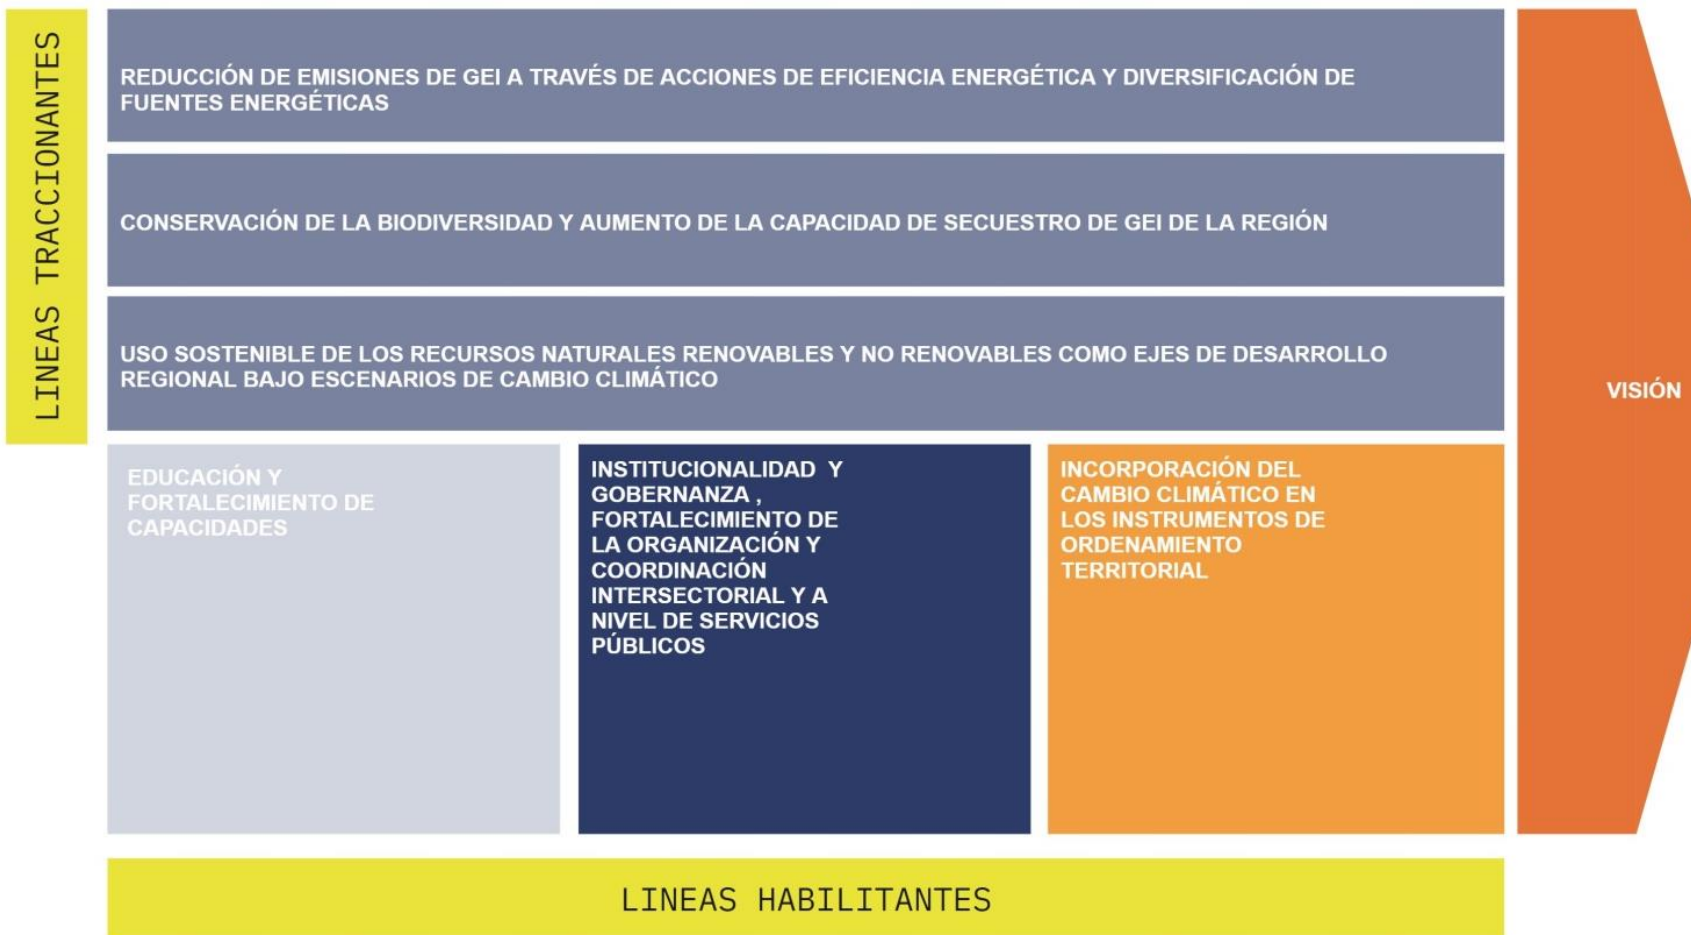 LINEAS TRACCIONANTES
REDUCCIÓN DE EMISIONES DE GEI A TRAVÉS DE ACCIONES DE EFICIENCIA ENERGÉTICA Y DIVERSIFICACIÓN DE
FUENTES ENERGÉTICAS
CONSERVACIÓN DE LA BIODIVERSIDAD Y AUMENTO DE LA CAPACIDAD DE SECUESTRO DE GEI DE LA REGIÓN
USO SOSTENIBLE DE LOS RECURSOS NATURALES RENOVABLES Y NO RENOVABLES COMO EJES DE DESARROLLO
REGIONAL BAJO ESCENARIOS DE CAMBIO CLIMÁTICO
VISIÓN
EDUCACIÓN Y
FORTALECIMIENTO DE
CAPACIDADES
INSTITUCIONALIDAD Y
GOBERNANZA ,
FORTALECIMIENTO DE
LA ORGANIZACIÓN Y
COORDINACIÓN
INTERSECTORIAL Y A
NIVEL DE SERVICIOS
PÚBLICOS
INCORPORACIÓN DEL
CAMBIO CLIMÁTICO EN
LOS INSTRUMENTOS DE
ORDENAMIENTO
TERRITORIAL
LINEAS HABILITANTES